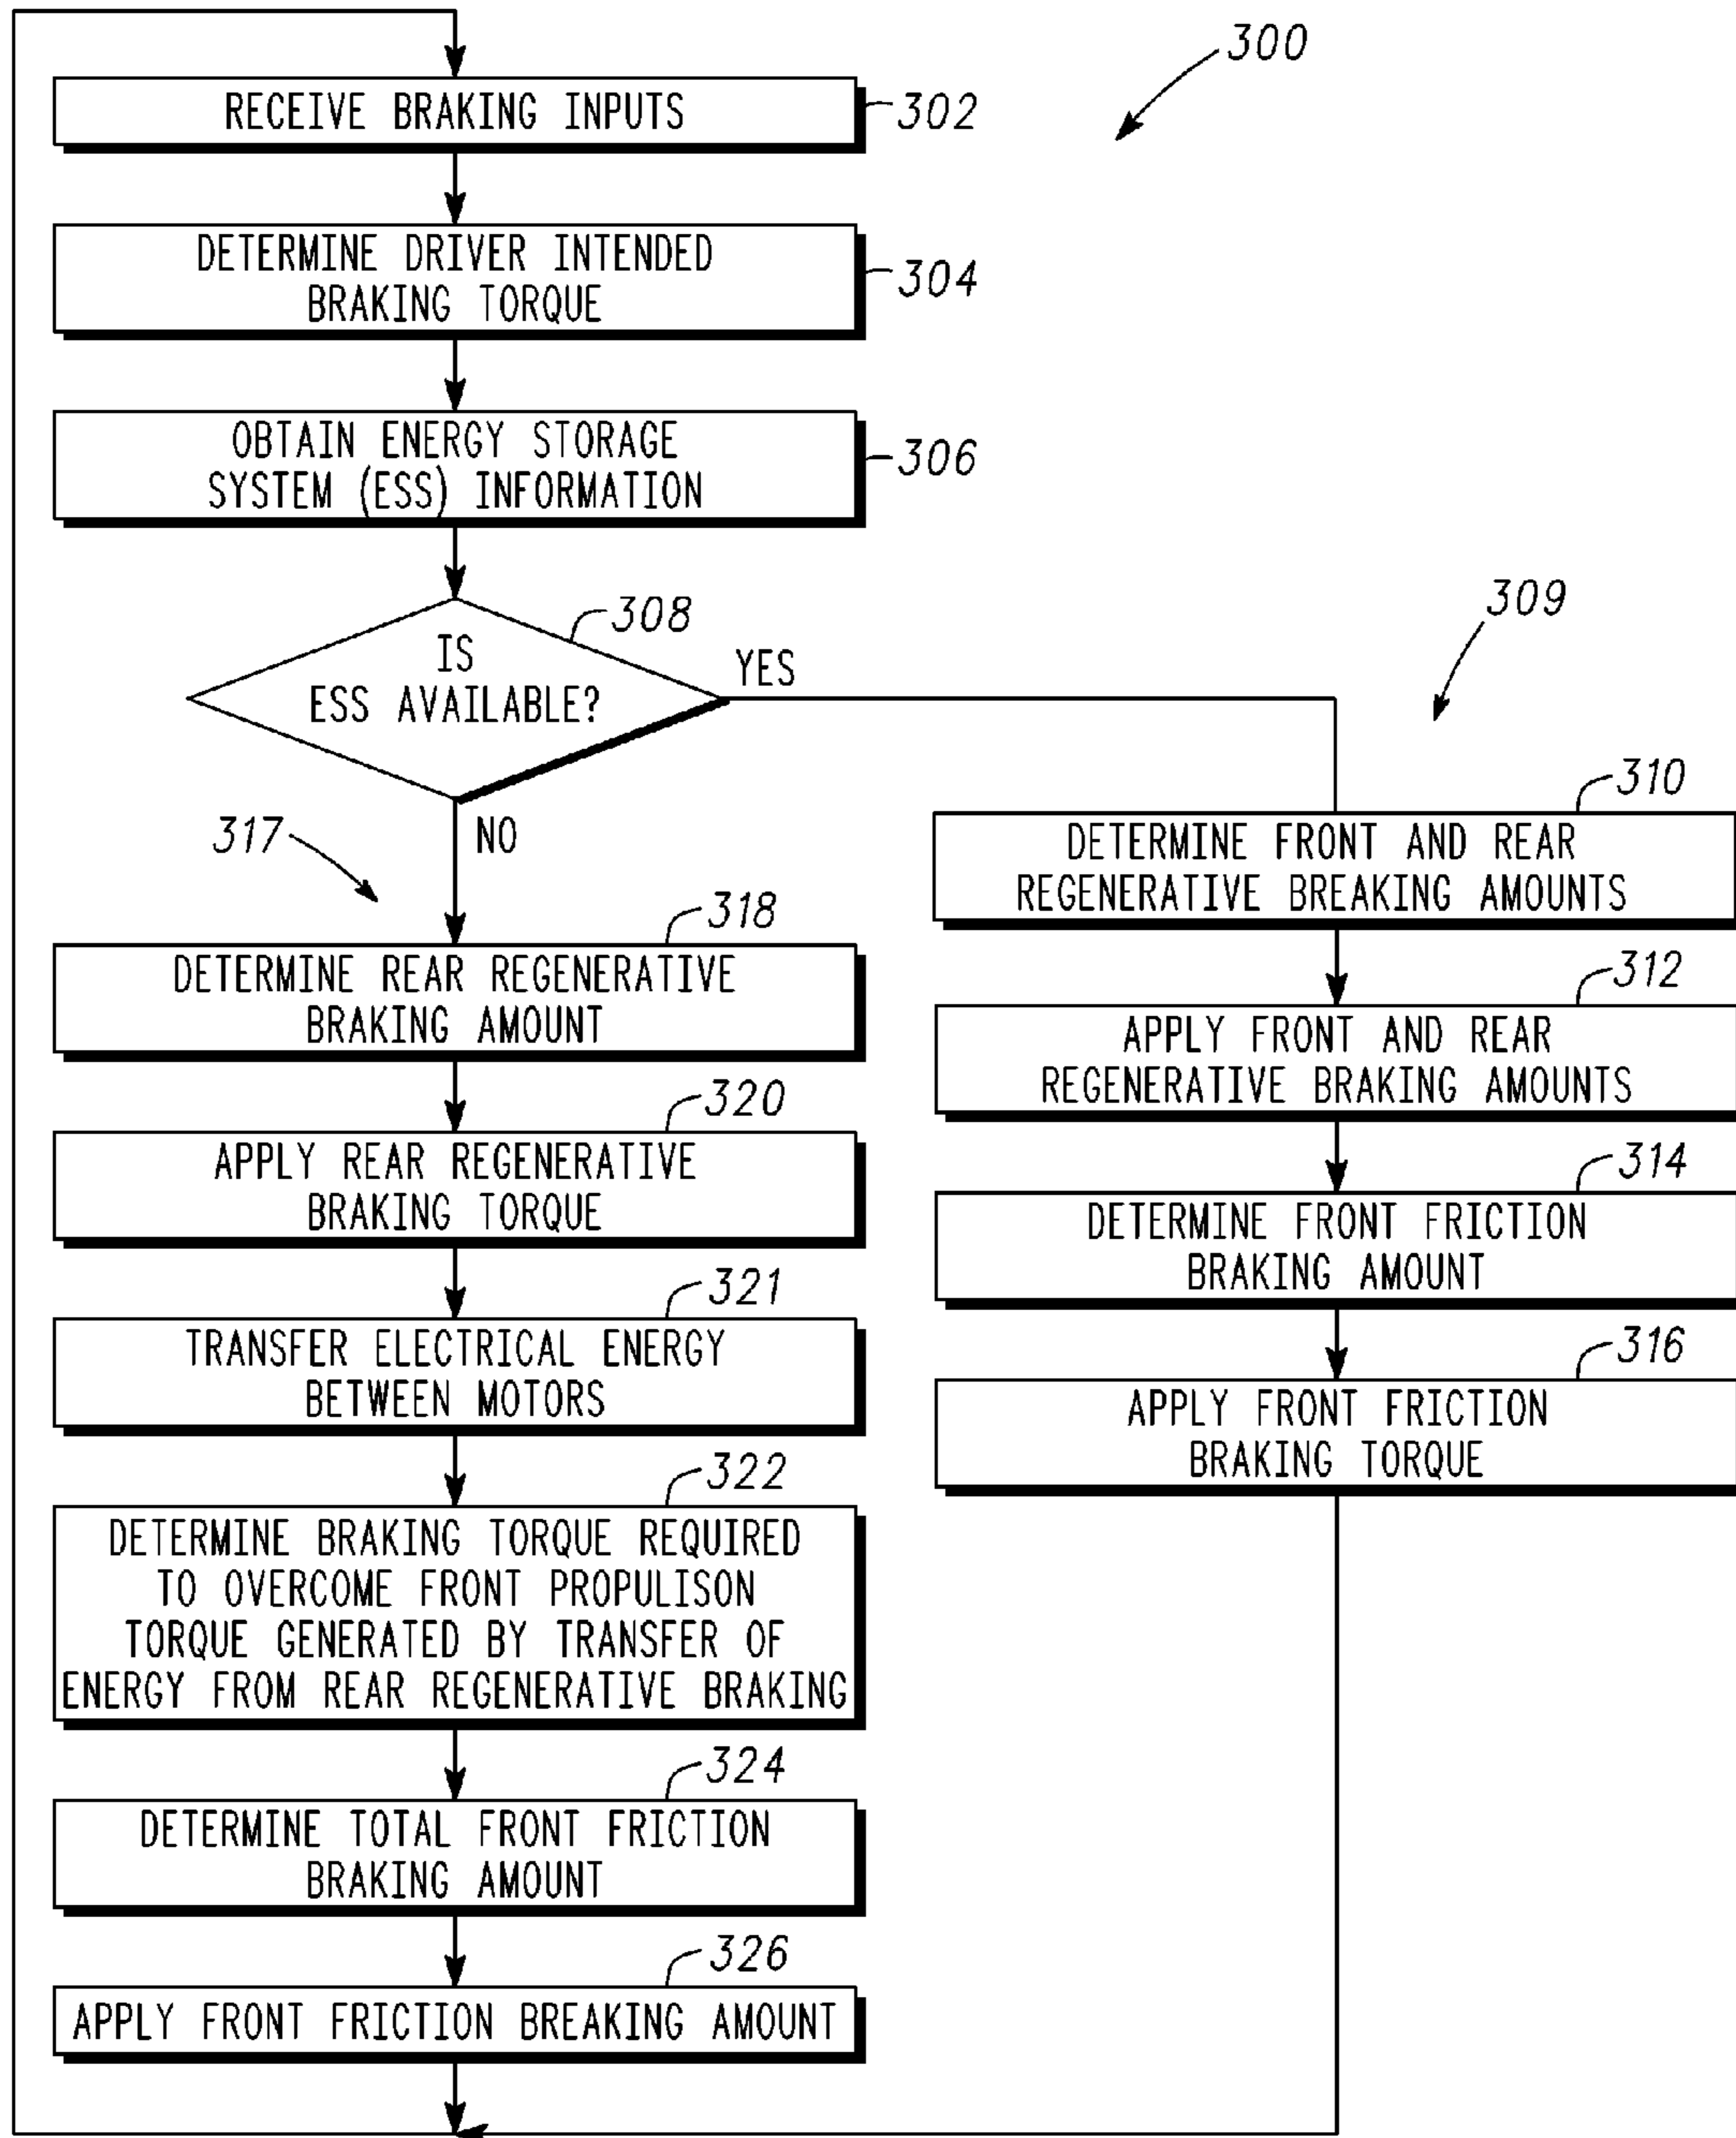 300
RECEIVE BRAKING INPUTS
302
DETERMINE DRIVER INTENDED
BRAKING TORQUE
304
OBTAIN ENERGY STORAGE
SYSTEM (ESS) INFORMATION
306
308
IS
ESS AVAILABLE?
YES
NO
309
310
DETERMINE FRONT AND REAR
REGENERATIVE BREAKING AMOUNTS
312
APPLY FRONT AND REAR
REGENERATIVE BRAKING AMOUNTS
314
DETERMINE FRONT FRICTION
BRAKING AMOUNT
316
APPLY FRONT FRICTION
BRAKING TORQUE
317
318
DETERMINE REAR REGENERATIVE
BRAKING AMOUNT
320
APPLY REAR REGENERATIVE
BRAKING TORQUE
321
TRANSFER ELECTRICAL ENERGY
BETWEEN MOTORS
322
DETERMINE BRAKING TORQUE REQUIRED
TO OVERCOME FRONT PROPULISON
TORQUE GENERATED BY TRANSFER OF
ENERGY FROM REAR REGENERATIVE BRAKING
324
DETERMINE TOTAL FRONT FRICTION
BRAKING AMOUNT
326
APPLY FRONT FRICTION BREAKING AMOUNT